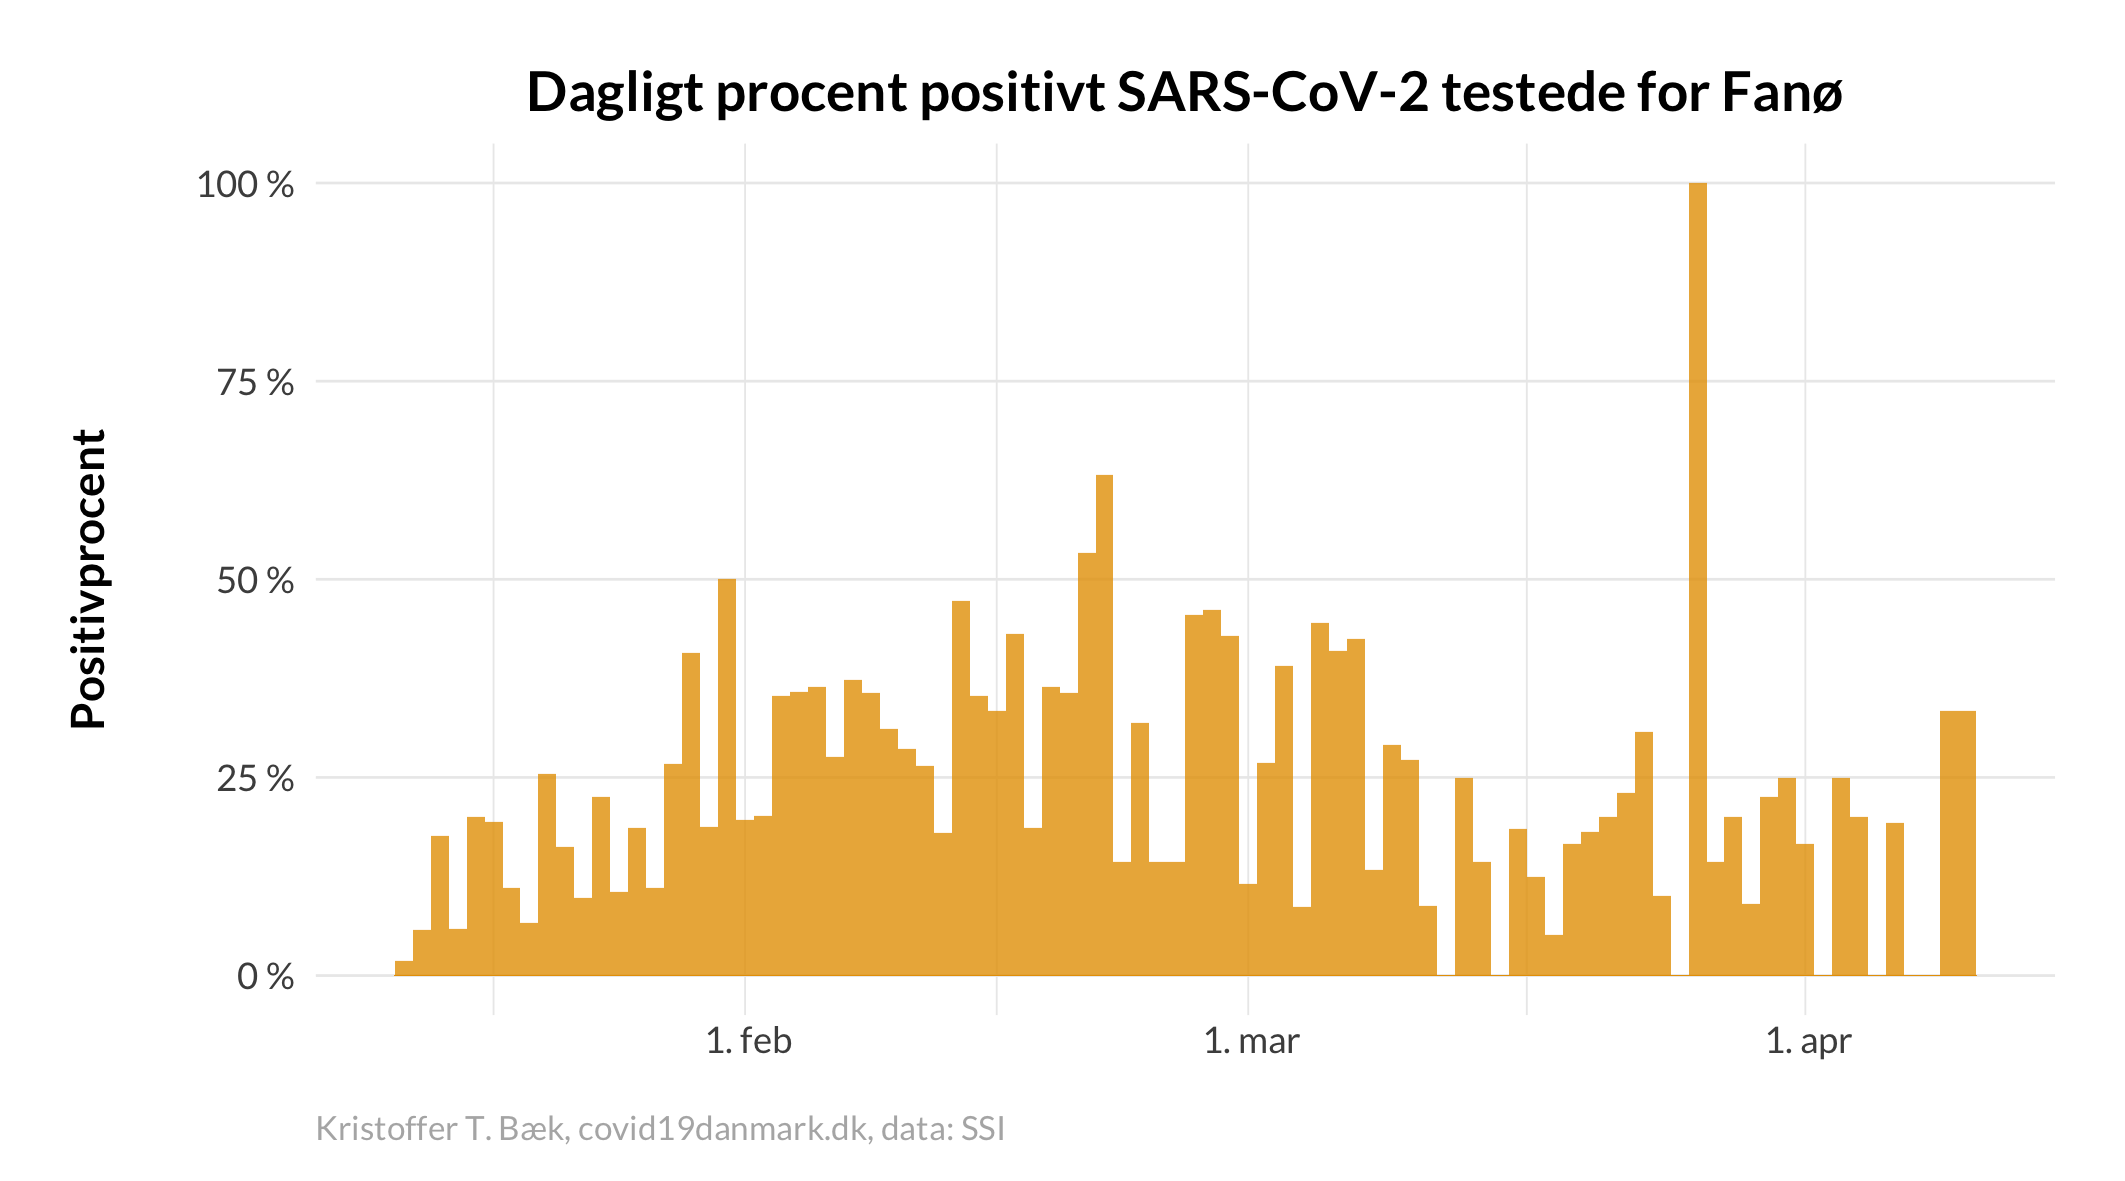 Dagligt procent positivt SARS-CoV-2 testede for Fanø
Positivprocent
100 %
75 %
50 %
25 %
0 %
1. feb
1. mar
1. apr
Kristoffer T. Bæk, covid19danmark.dk, data: SSI